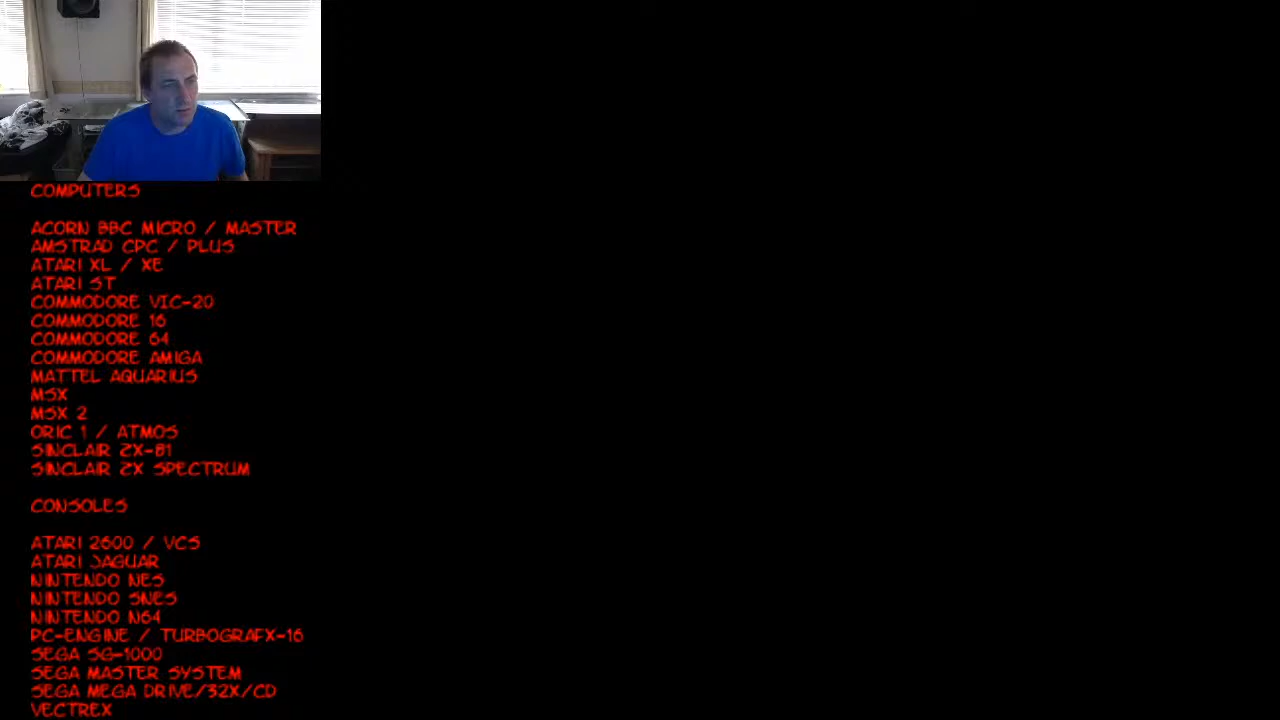 COMPUTERS
ACORN BBC MICRO / MASTER
AMSTRAD CPC / PLUS
ATARI XL / XE
ATARI ST
COMMODORE VIC-20
COMMODORE 16
COMMODORE 64
COMMODORE AMIGA
MATTEL AQUARIUS
MSX
MSX 2
ORIC 1 / ATMOS
SINCLAIR ZX-81
SINCLAIR ZX SPECTRUM
CONSOLES
ATARI 2600 / VCS
ATARI JAGUAR
NINTENDO NES
NINTENDO SNES
NINTENDO N64
PC-ENGINE / TURBOGRAFX-16
SEGA SG-1000
SEGA MASTER SYSTEM
SEGA MEGA DRIVE/32X/CD
VECTREX